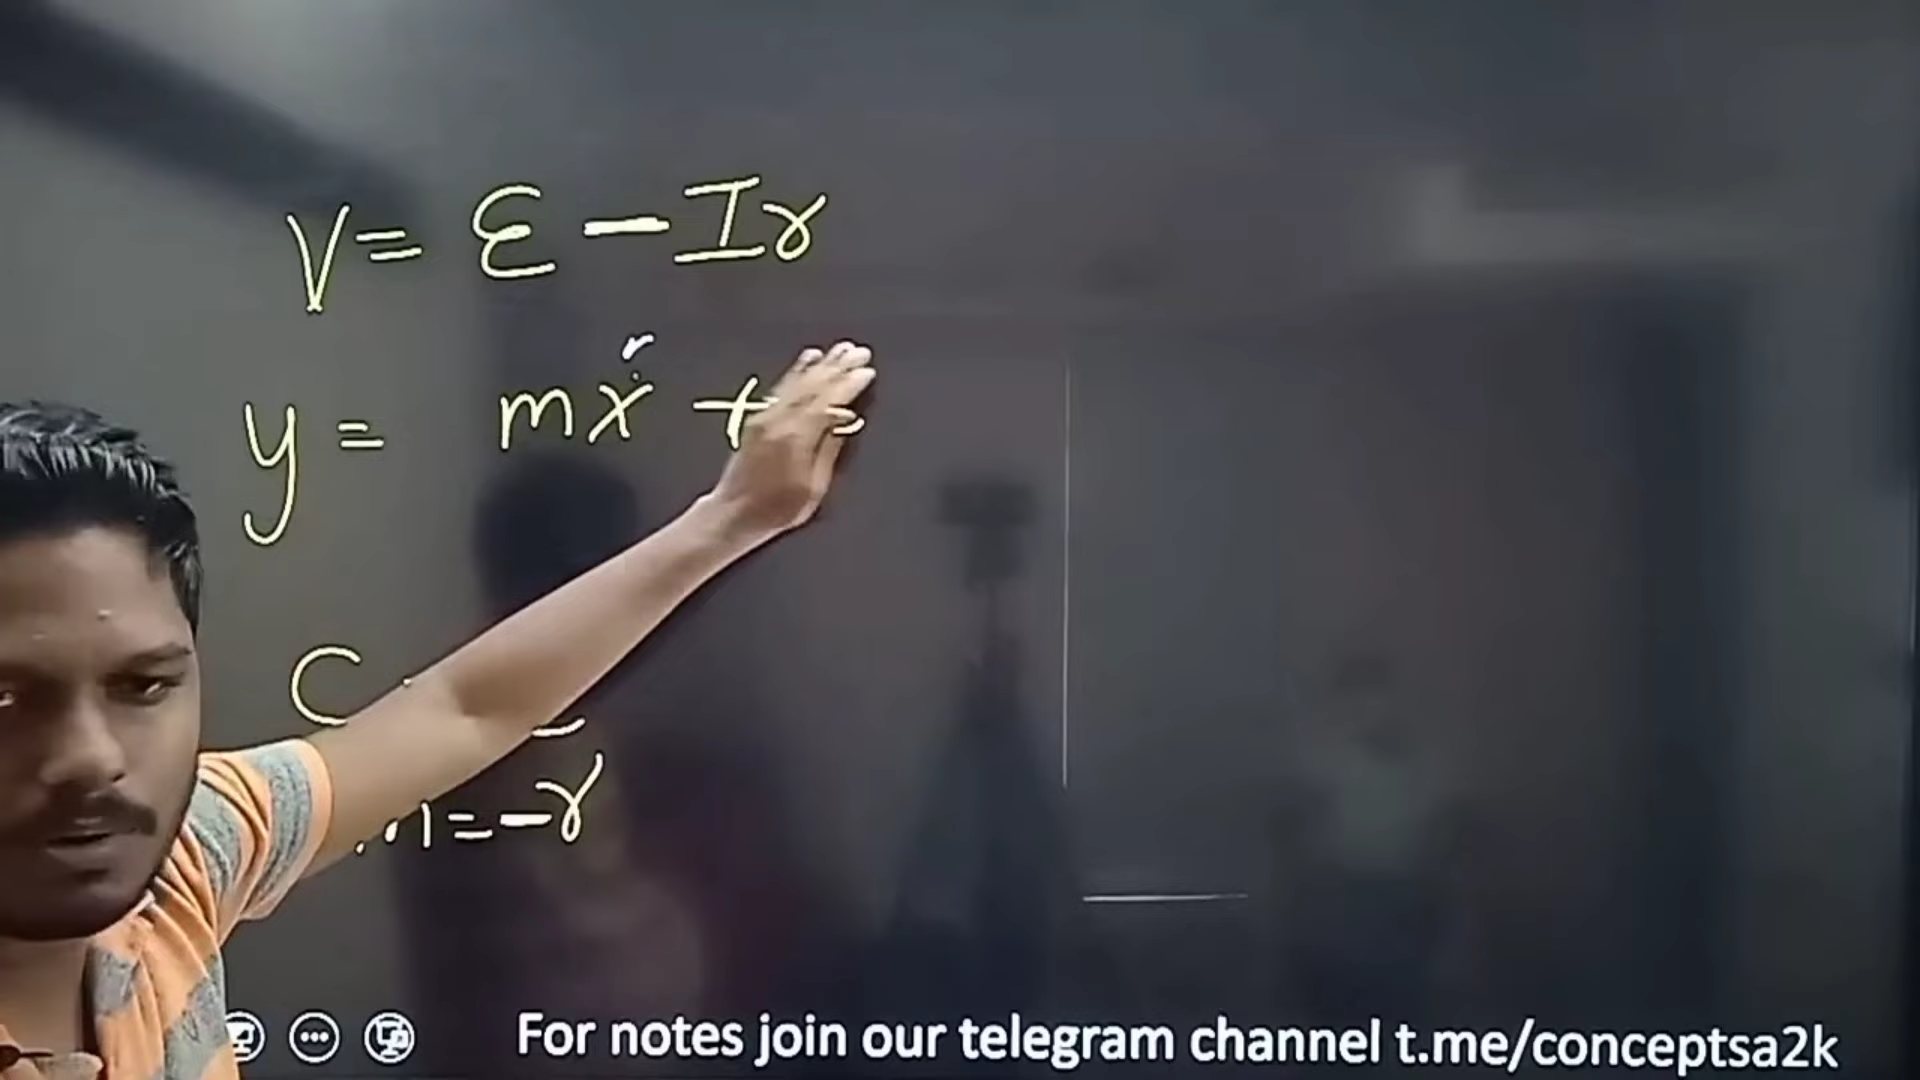 V = ε - Ir
y = mx +
C
= -r
For notes join our telegram channel t.me/conceptsa2k